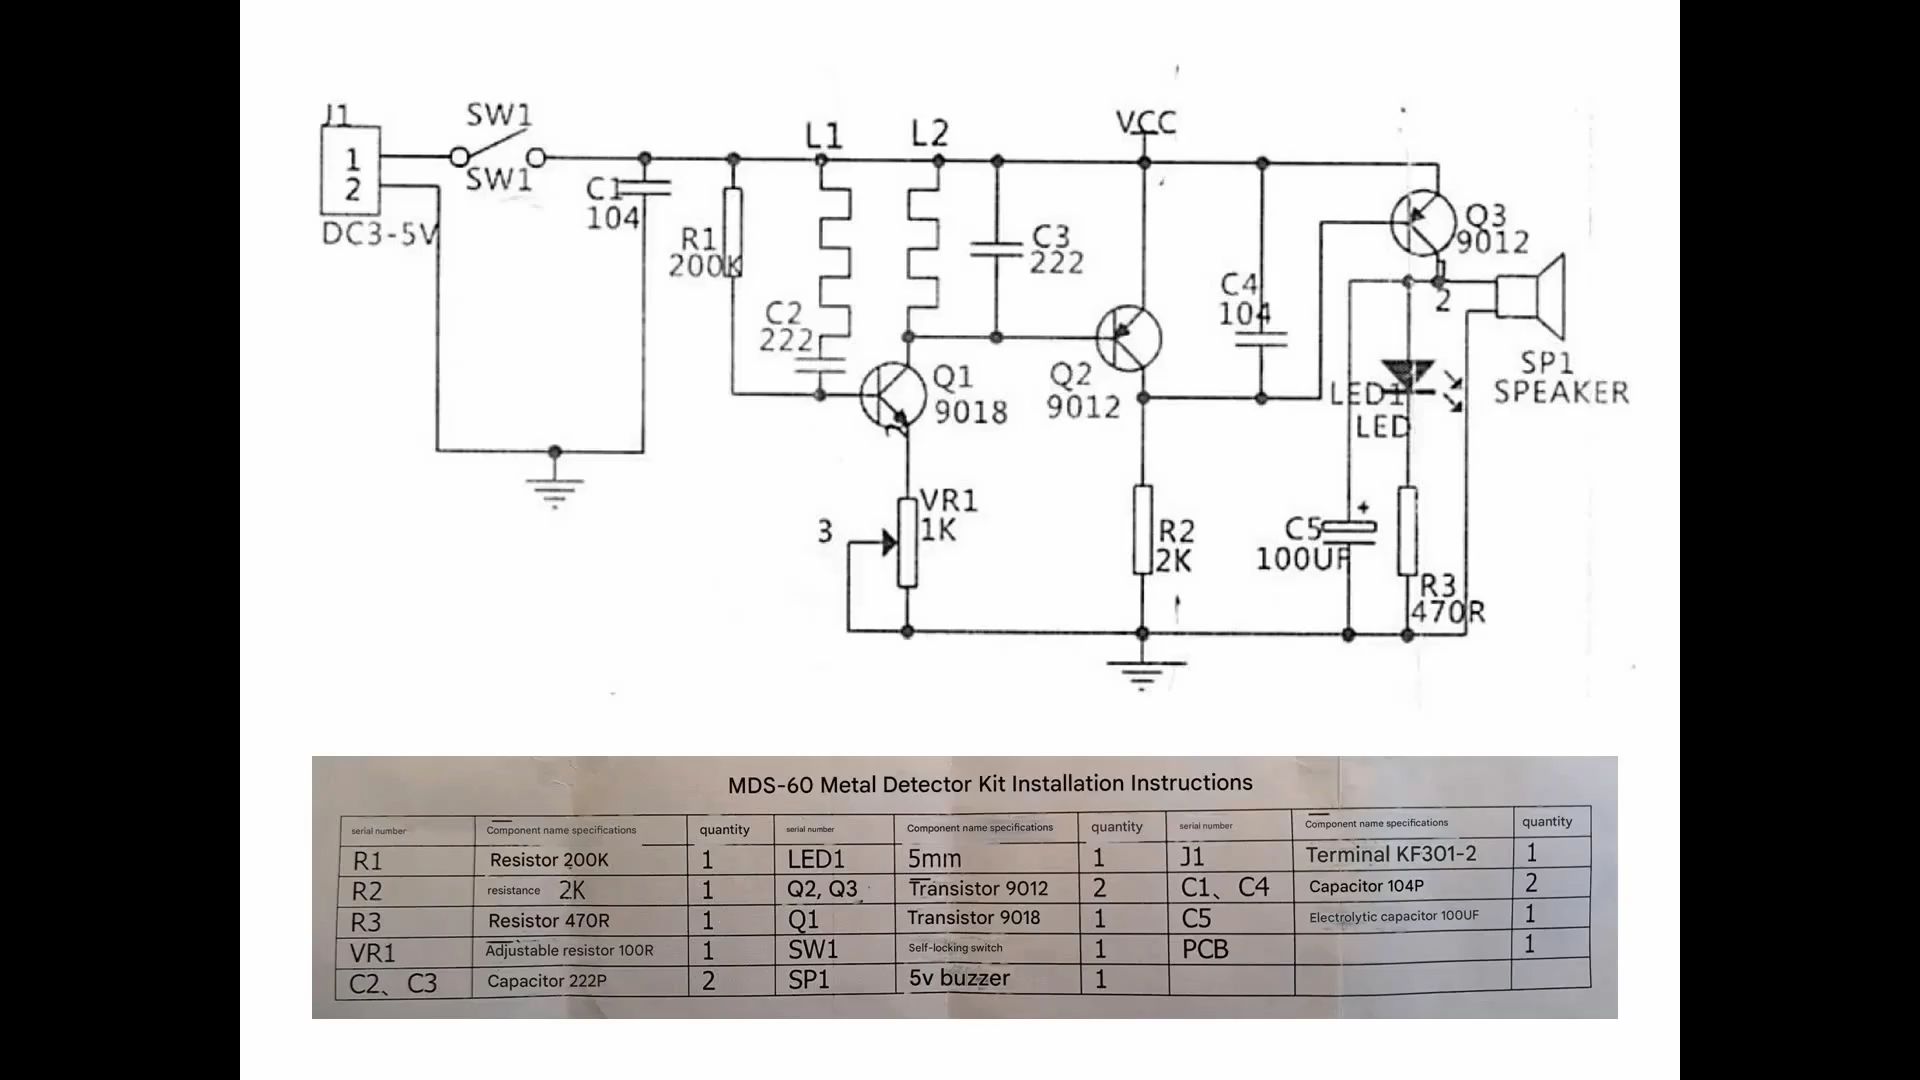 J1
1
2
DC3-5V
SW1
SW1
C1
104
R1
200K
L1
L2
C2
222
C3
222
Q1
9018
2
VCC
Q2
9012
C4
104
Q3
9012
2
LED1
LED
SP1
SPEAKER
3
VR1
1K
R2
2K
C5
+
100UF
R3
470R
MDS-60 Metal Detector Kit Installation Instructions
serial number Component name specifications quantity serial number Component name specifications quantity serial number Component name specifications quantity
R1 Resistor 200K 1 LED1 5mm 1 J1 Terminal KF301-2 1
R2 resistance 2K 1 Q2, Q3 Transistor 9012 2 C1、C4 Capacitor 104P 2
R3 Resistor 470R 1 Q1 Transistor 9018 1 C5 Electrolytic capacitor 100UF 1
VR1 Adjustable resistor 100R 1 SW1 Self-locking switch 1 PCB 1
C2、C3 Capacitor 222P 2 SP1 5v buzzer 1